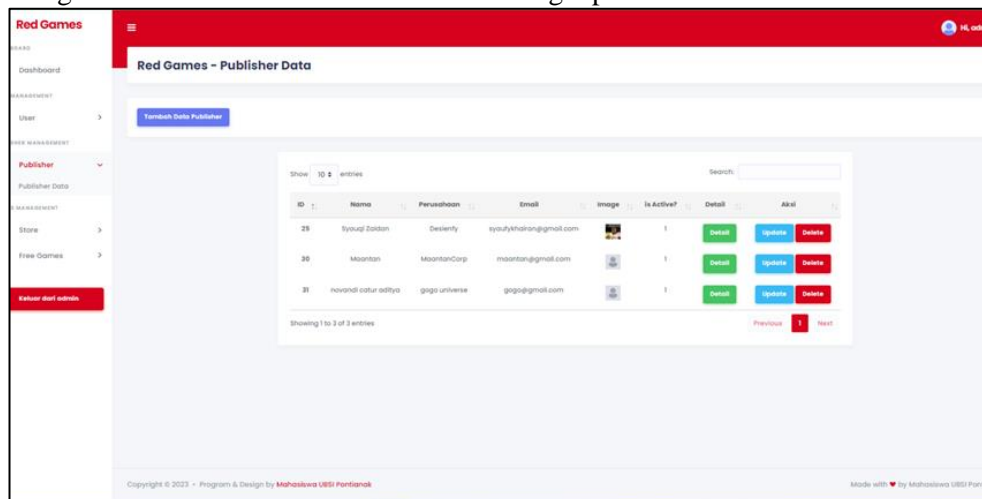 Red Games
Hi, ad
Dashboard
User
Publisher
Publisher Data
Store
Free Games
Keluar dari admin
Red Games - Publisher Data
Tambah Data Publisher
Show 10 entries
Search:
ID Nama Perusahaan Email Image is Active? Detail Aksi
25 Syauqi Zaidan Desienfy syaufykhairan@gmail.com 1 Detail Update Delete
30 Moontan MoontanCorp moontan@gmail.com 1 Detail Update Delete
31 novandi catur aditya gogo universe gogo@gmail.com 1 Detail Update Delete
Showing 1 to 3 of 3 entries
Previous 1 Next
Copyright © 2023 • Program & Design by Mahasiswa UBSI Pontianak
Made with ♥ by Mahasiswa UBSI Pon